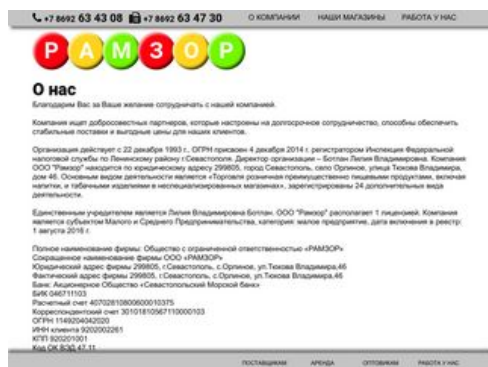 +7 8692 63 43 08 +7 8692 63 47 30 О КОМПАНИИ НАШИ МАГАЗИНЫ РАБОТА У НАС
РАМЗОР
О нас
Благодарим Вас за Ваше желание сотрудничать с нашей компанией.
Компания ищет добросовестных партнеров, которые настроены на долгосрочное сотрудничество, способны обеспечить
стабильные поставки и выгодные цены для наших клиентов.
Организация действует с 22 декабря 1993 г., ОГРН присвоен 4 декабря 2014 г. регистратором Инспекция Федеральной
налоговой службы по Ленинскому району г.Севастополя. Директор организации – Ботлан Лилия Владимировна. Компания
ООО "Рамзор" находится по юридическому адресу 299805, город Севастополь, село Орлиное, улица Тюкова Владимира,
дом 46. Основным видом деятельности является «Торговля розничная преимущественно пищевыми продуктами, включая
напитки, и табачными изделиями в неспециализированных магазинах», зарегистрированы 24 дополнительных вида
деятельности.
Единственным учредителем является Лилия Владимировна Ботлан. ООО "Рамзор" располагает 1 лицензией. Компания
является субъектом Малого и Среднего Предпринимательства, категория: малое предприятие, дата включения в реестр:
1 августа 2016 г.
Полное наименование фирмы: Общество с ограниченной ответственностью «РАМЗОР»
Сокращенное наименование фирмы ООО «РАМЗОР»
Юридический адрес фирмы 299805, г.Севастополь, с.Орлиное, ул.Тюкова Владимира,46
Фактический адрес фирмы 299805, г.Севастополь, с.Орлиное, ул.Тюкова Владимира,46
Банк: Акционерное Общество «Севастопольский Морской банк»
БИК 046711103
Расчетный счет 40702810800600010375
Корреспондентский счет 30101810567110000103
ОГРН 1149204042020
ИНН клиента 9202002261
КПП 920201001
Код ОК ВЭД 47.11
ПОСТАВЩИКАМ АРЕНДА ОПТОВИКАМ РАБОТА У НАС